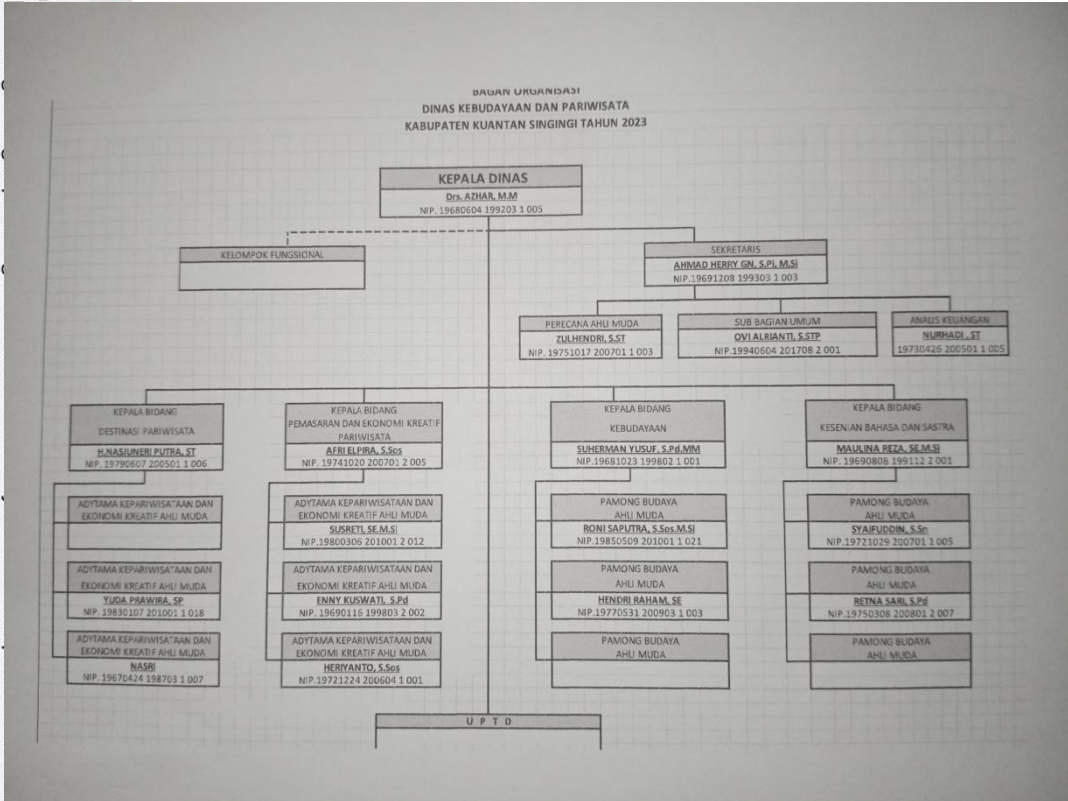 BAGAN ORGANISASI
DINAS KEBUDAYAAN DAN PARIWISATA
KABUPATEN KUANTAN SINGINGI TAHUN 2023
KEPALA DINAS
Drs. AZHAR, M.M
NIP. 19680604 199203 1 005
KELOMPOK FUNGSIONAL
SEKRETARIS
AHMAD HERRY GN, S.Pi, M.Si
NIP.19691208 199303 1 003
PERECANA AHLI MUDA
ZULHENDRI, S.ST
NIP. 19751017 200701 1 003
SUB BAGIAN UMUM
OVI ALRIANTI, S.STP
NIP.19940604 201708 2 001
ANALIS KEUANGAN
NURHADI , ST
19730426 200501 1 005
KEPALA BIDANG
DESTINASI PARIWISATA
H.NASJUNERI PUTRA, ST
NIP. 19790607 200501 1 006
ADYTAMA KEPARIWISATAAN DAN
EKONOMI KREATIF AHLI MUDA
ADYTAMA KEPARIWISATAAN DAN
EKONOMI KREATIF AHLI MUDA
YUDA PRAWIRA, SP
NIP. 19830107 201001 1 018
ADYTAMA KEPARIWISATAAN DAN
EKONOMI KREATIF AHLI MUDA
NASRI
NIP. 19670424 198703 1 007
KEPALA BIDANG
PEMASARAN DAN EKONOMI KREATIF
PARIWISATA
AFRI ELPIRA, S.Sos
NIP. 19741020 200701 2 005
ADYTAMA KEPARIWISATAAN DAN
EKONOMI KREATIF AHLI MUDA
SUSRETI, SE.M.Si
NIP.19800306 201001 2 012
ADYTAMA KEPARIWISATAAN DAN
EKONOMI KREATIF AHLI MUDA
ENNY KUSWATI, S.Pd
NIP. 19690116 199803 2 002
ADYTAMA KEPARIWISATAAN DAN
EKONOMI KREATIF AHLI MUDA
HERIYANTO, S.Sos
NIP.19721224 200604 1 001
KEPALA BIDANG
KEBUDAYAAN
SUHERMAN YUSUF, S.Pd.MM
NIP.19681023 199802 1 001
PAMONG BUDAYA
AHLI MUDA
RONI SAPUTRA, S.Sos.M.Si
NIP.19850509 201001 1 021
PAMONG BUDAYA
AHLI MUDA
HENDRI RAHAM, SE
NIP.19770531 200903 1 003
PAMONG BUDAYA
AHLI MUDA
KEPALA BIDANG
KESENIAN BAHASA DAN SASTRA
MAULINA REZA, SE.M.Si
NIP. 19690808 199112 2 001
PAMONG BUDAYA
AHLI MUDA
SYAIFUDDIN, S.Sn
NIP.19721029 200701 1 005
PAMONG BUDAYA
AHLI MUDA
RETNA SARI, S.Pd
NIP.19750308 200801 2 007
PAMONG BUDAYA
AHLI MUDA
U P T D